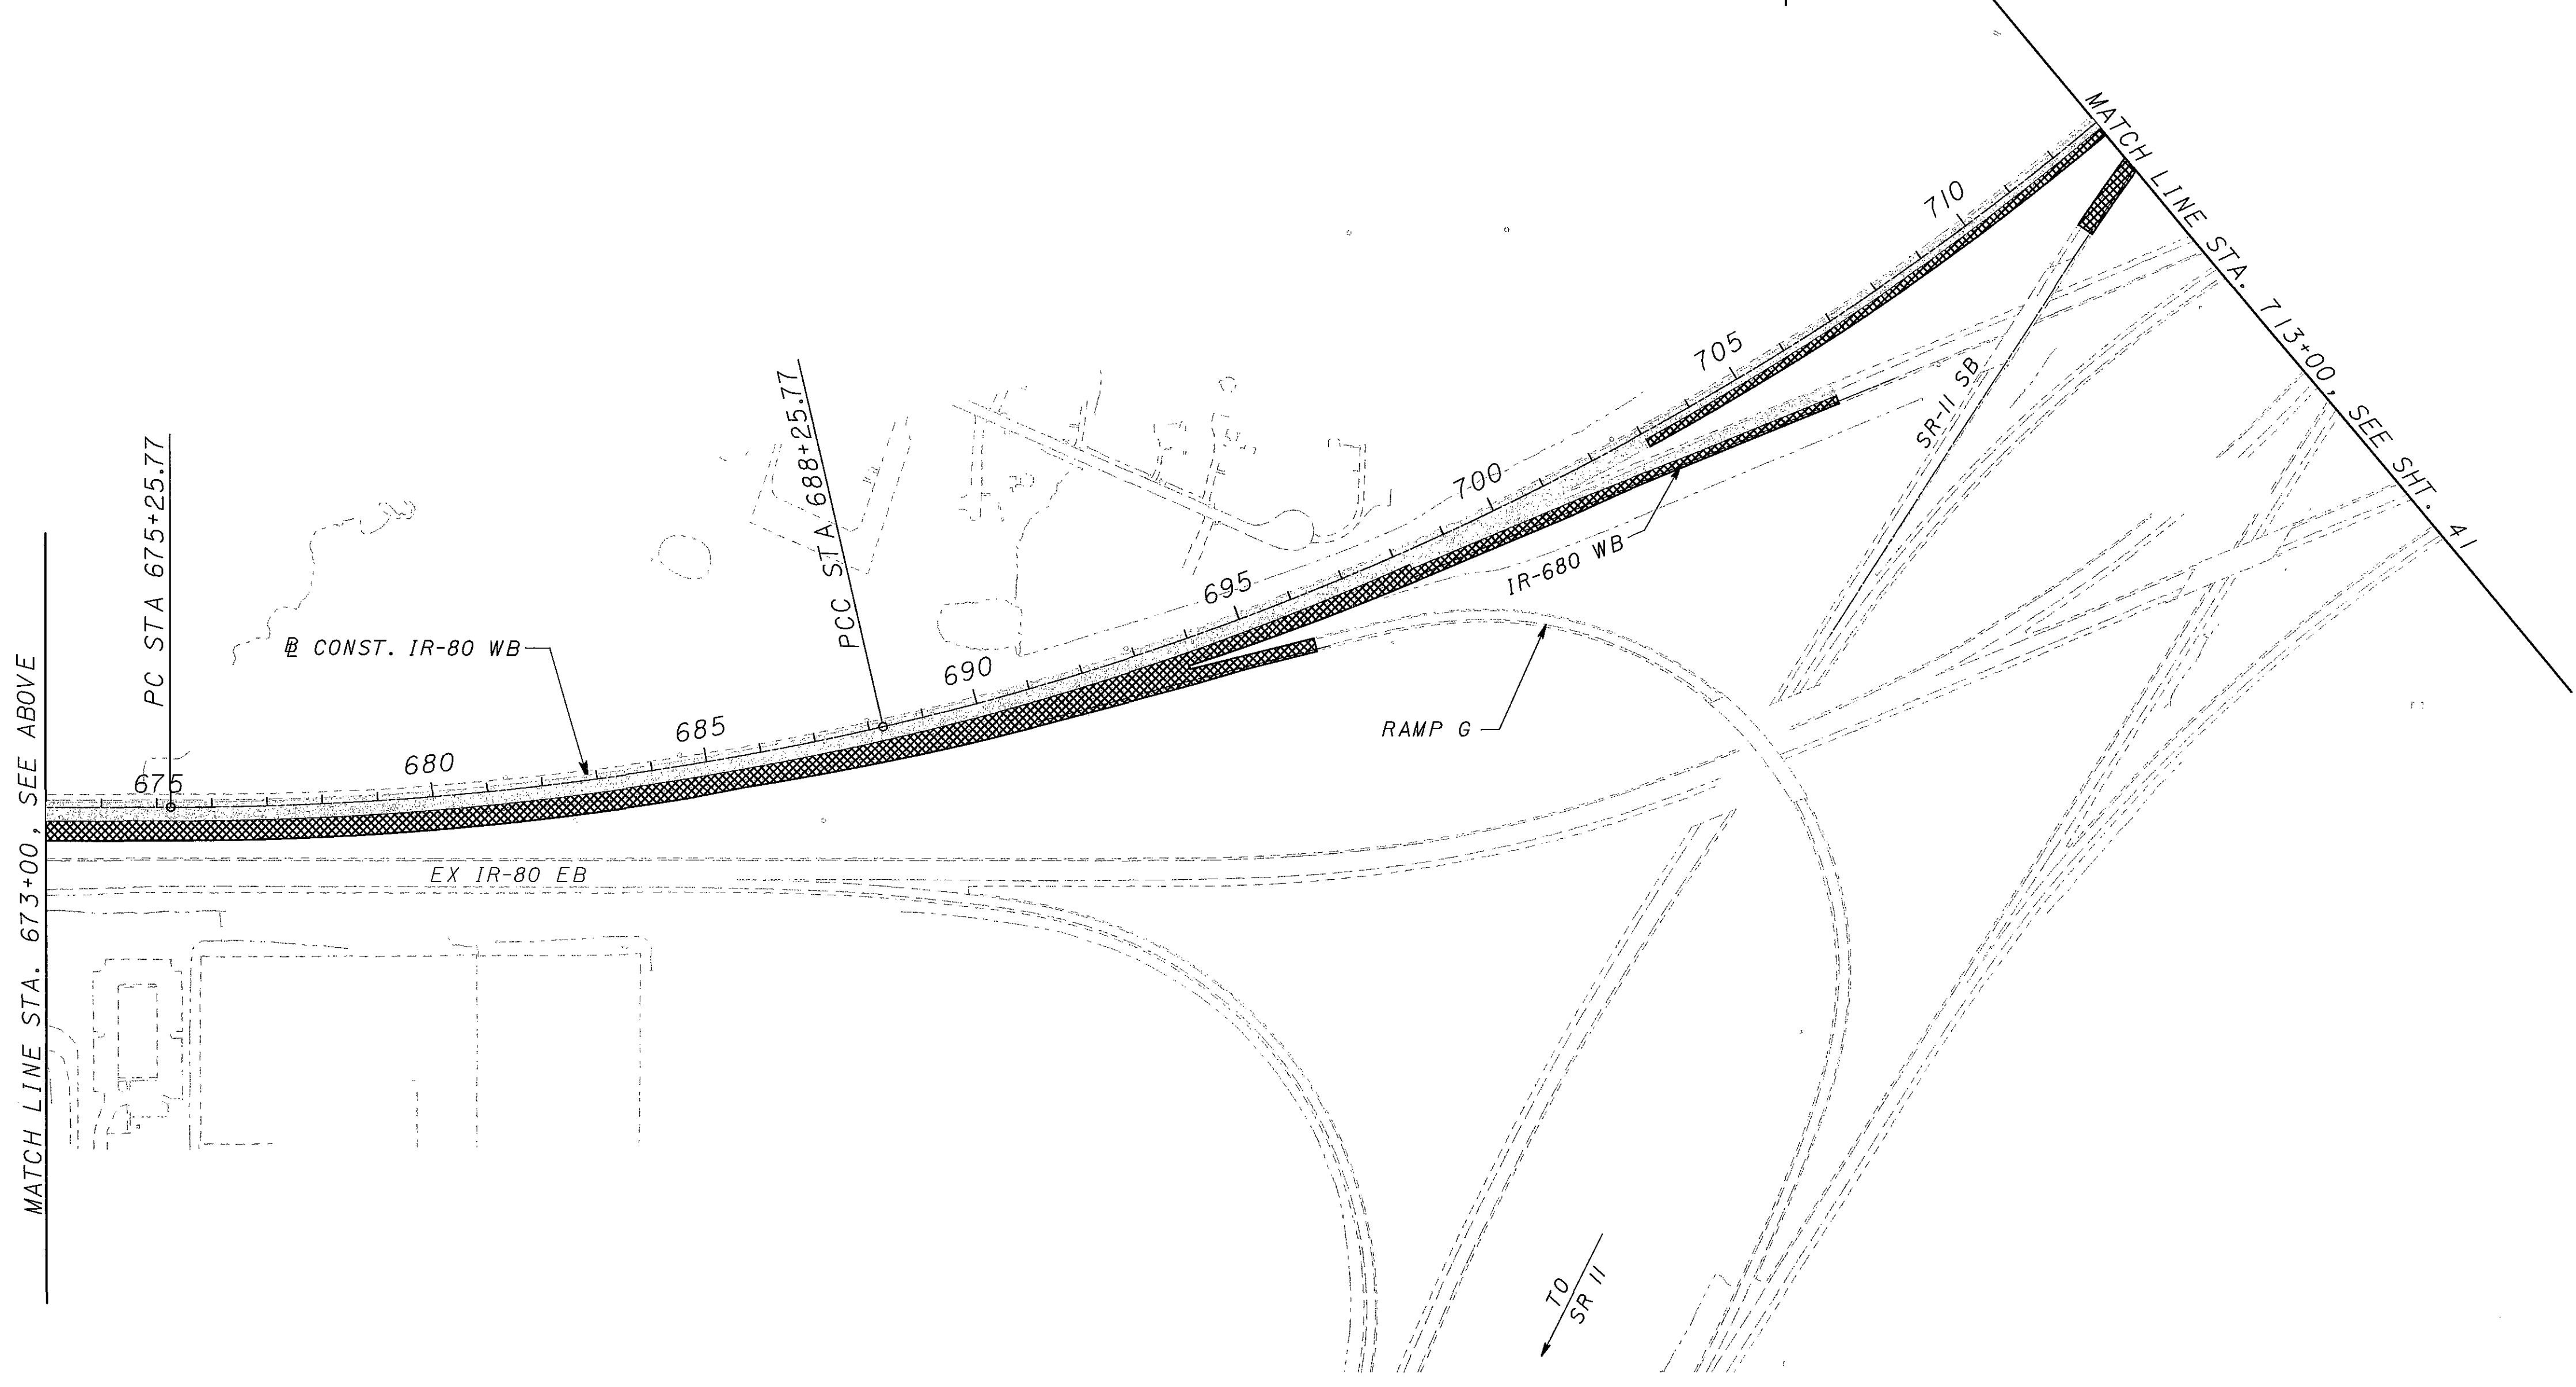 MATCH LINE STA. 673+00, SEE ABOVE
PC STA 675+25.77
℄ CONST. IR-80 WB
PCC STA 688+25.77
675
680
685
690
695
700
705
710
MATCH LINE STA. 713+00, SEE SHT. 41
SR-11 SB
IR-680 WB
RAMP G
EX IR-80 EB
TO
SR 11